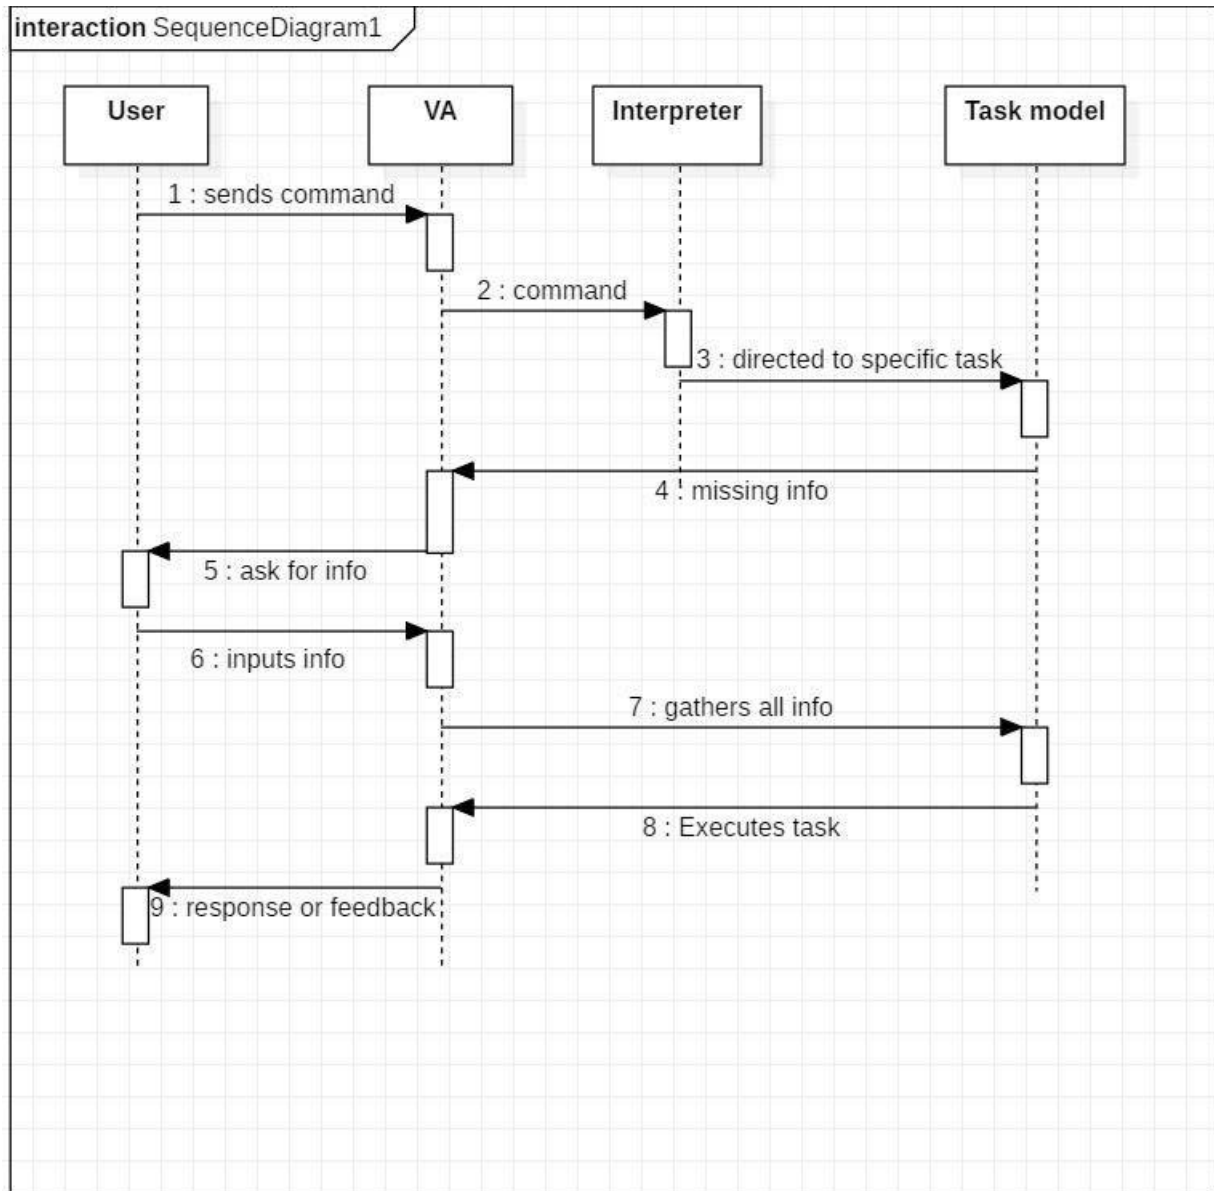 interaction SequenceDiagram1
User
VA
Interpreter
Task model
1 : sends command
2 : command
3 : directed to specific task
4 : missing info
5 : ask for info
6 : inputs info
7 : gathers all info
8 : Executes task
9 : response or feedback